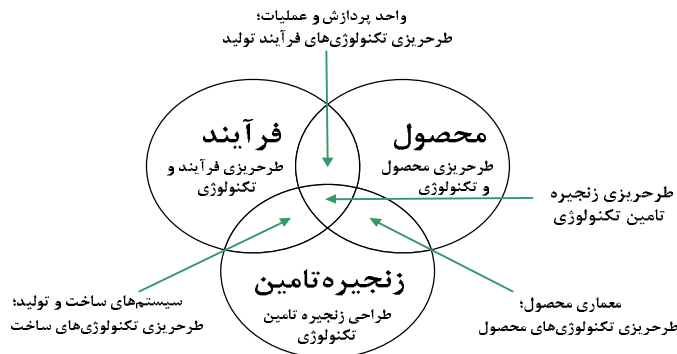 واحد پردازش و عملیات؛
طرحریزی تکنولوژی‌های فرآیند تولید
فرآیند
طرحریزی فرآیند و
تکنولوژی
محصول
طرحریزی محصول
و تکنولوژی
طرحریزی زنجیره
تامین تکنولوژی
زنجیره‌تامین
طراحی زنجیره تامین
تکنولوژی
سیستم‌های ساخت و تولید؛
طرحریزی تکنولوژی‌های ساخت
معماری محصول؛
طرحریزی تکنولوژی‌های محصول